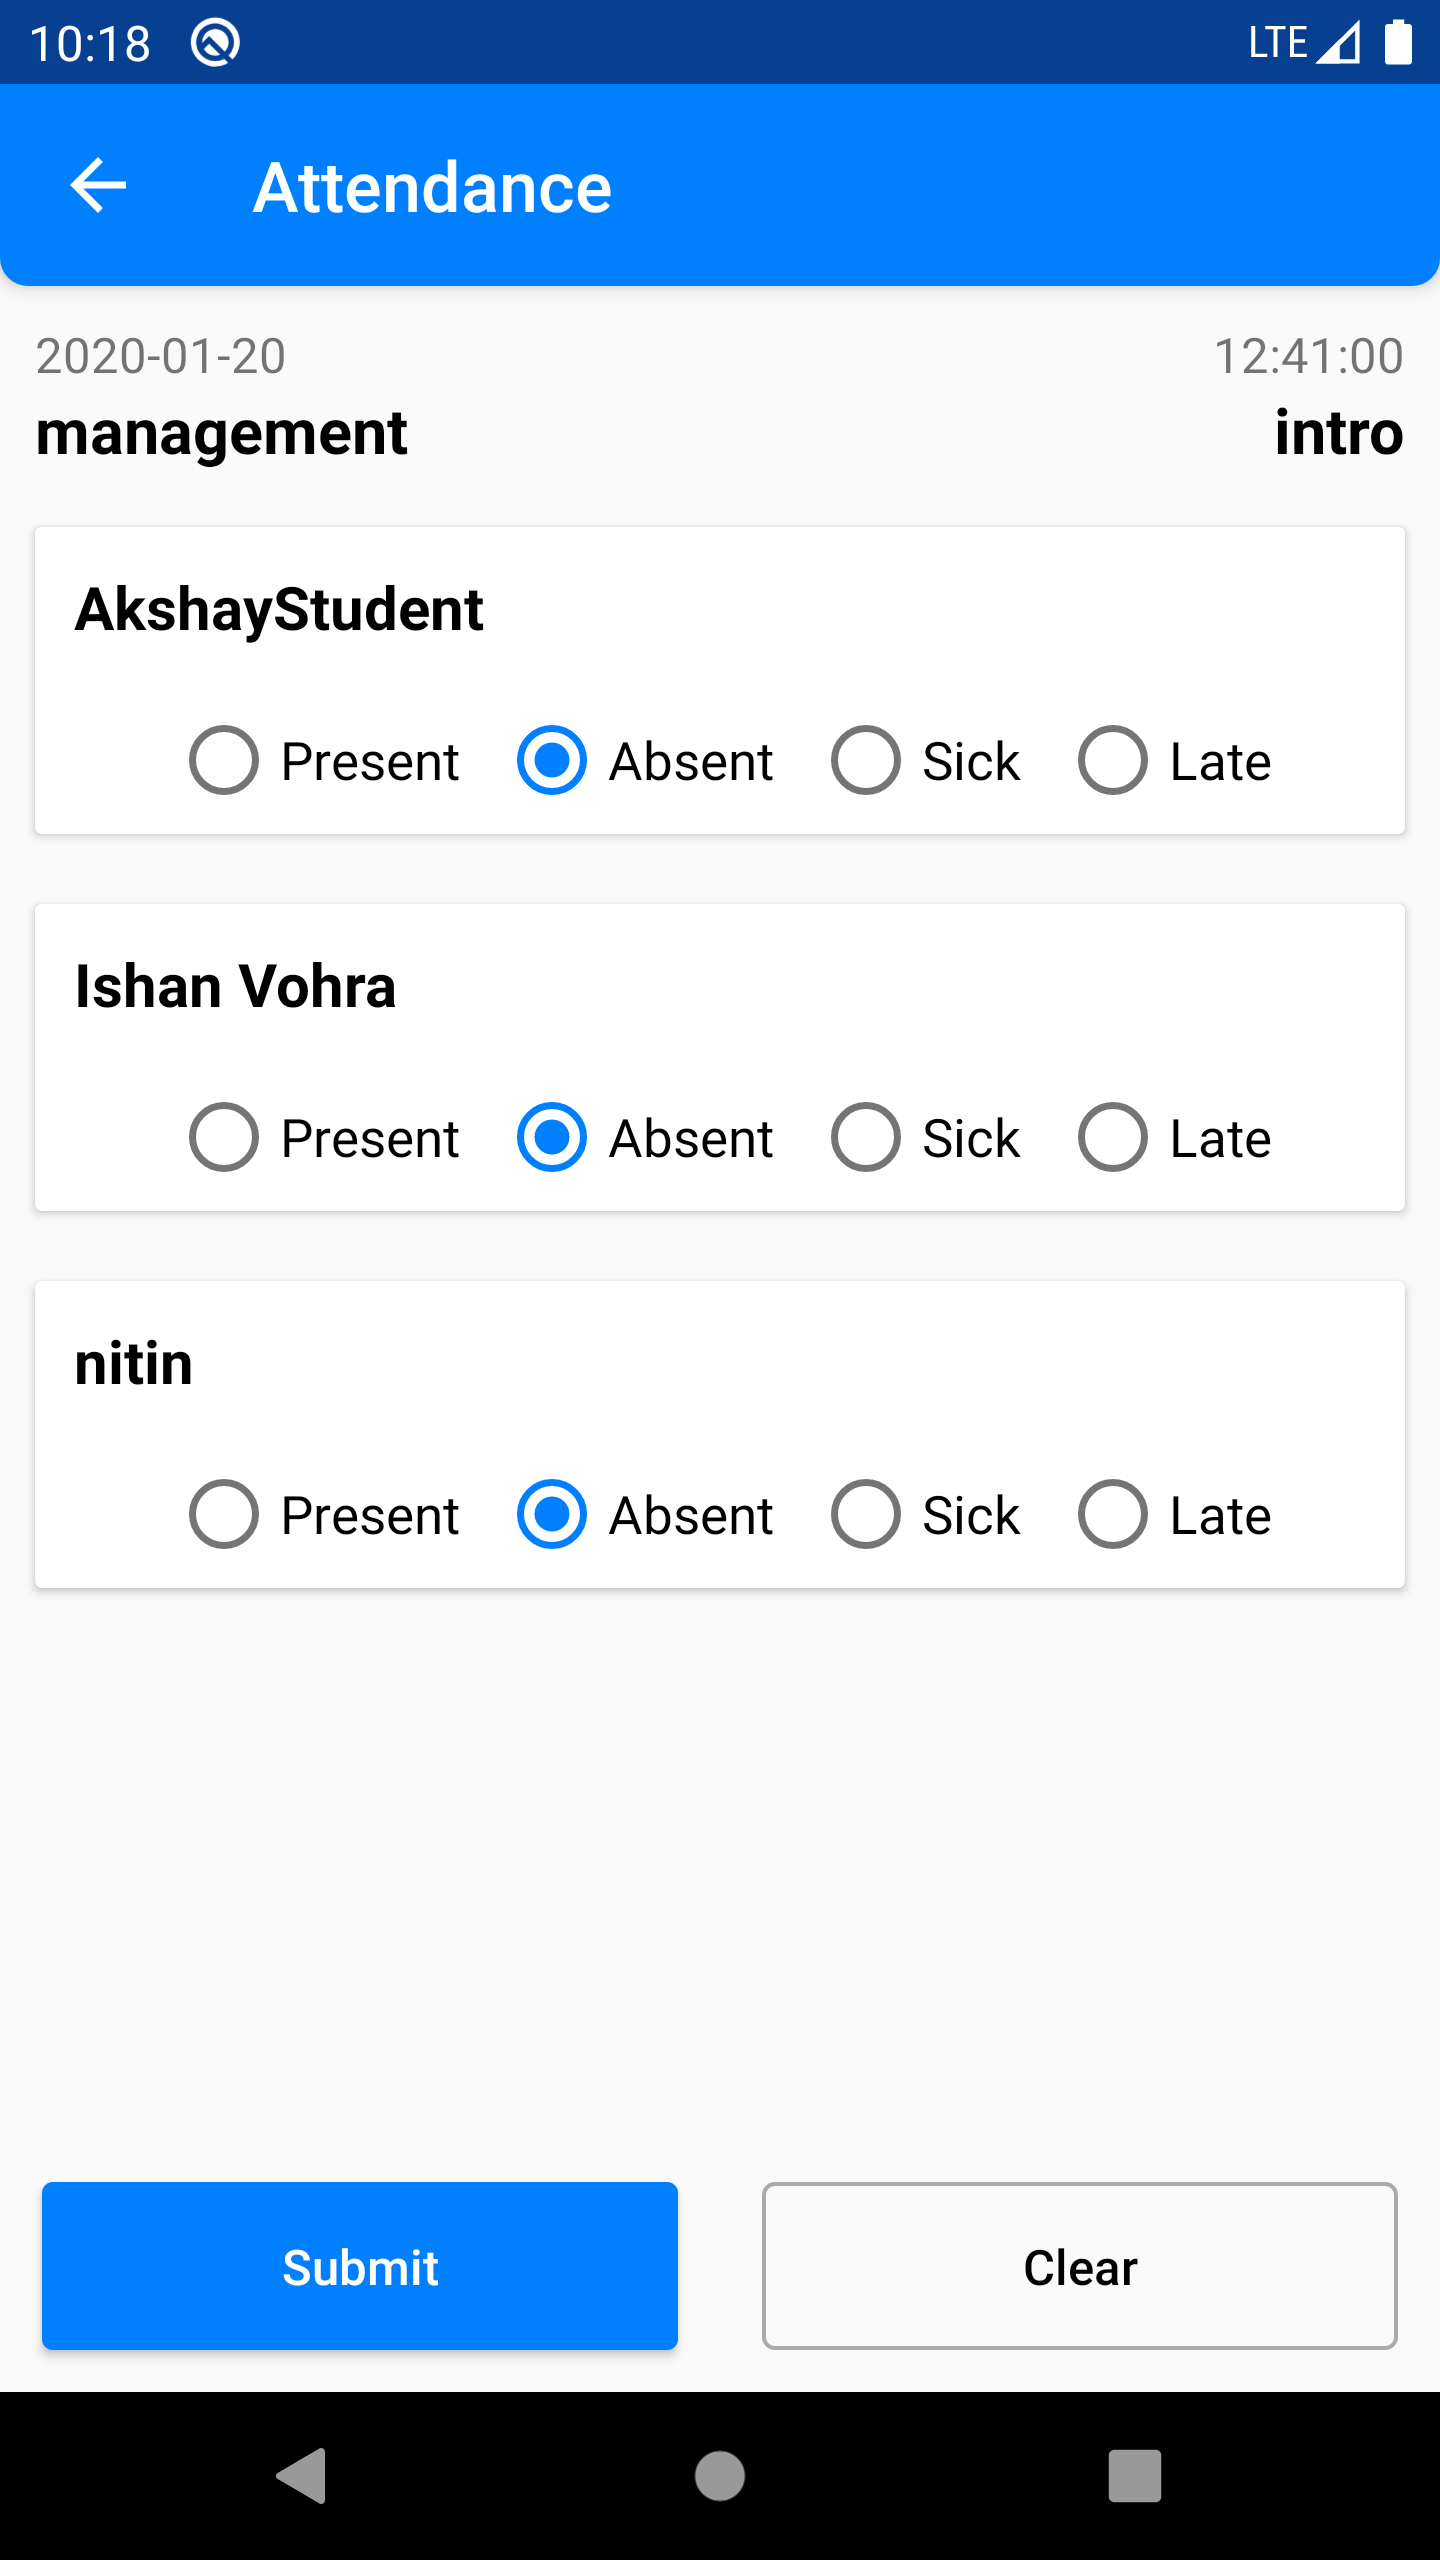 10:18 LTE
Attendance
2020-01-20 12:41:00
management intro
AkshayStudent
Present Absent Sick Late
Ishan Vohra
Present Absent Sick Late
nitin
Present Absent Sick Late
Submit Clear